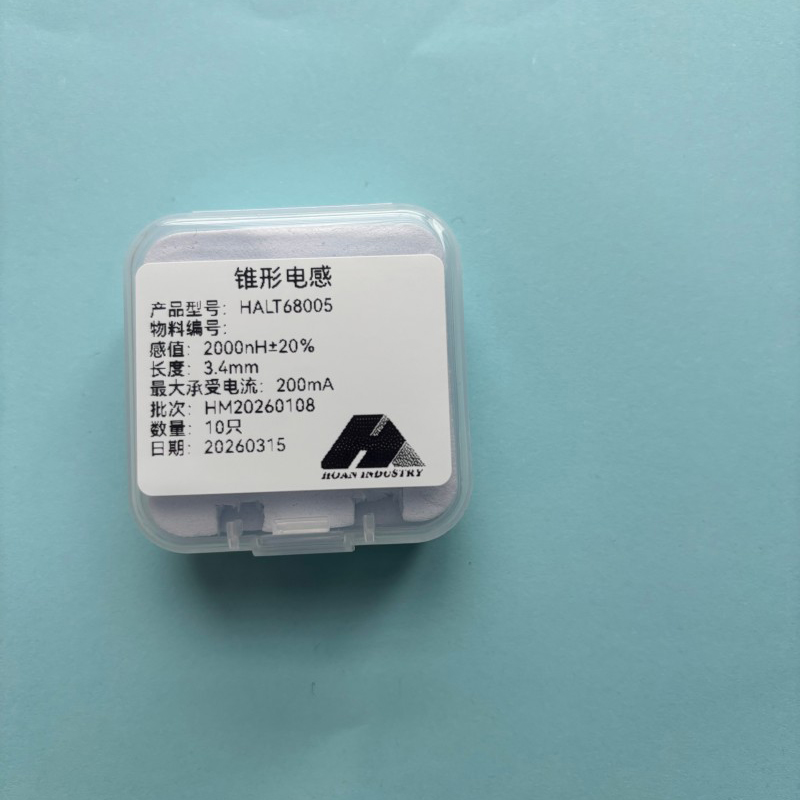 锥形电感
产品型号: HALT68005
物料编号:
感值: 2000nH±20%
长度: 3.4mm
最大承受电流: 200mA
批次: HM20260108
数量: 10只
日期: 20260315
HOAN INDUSTRY